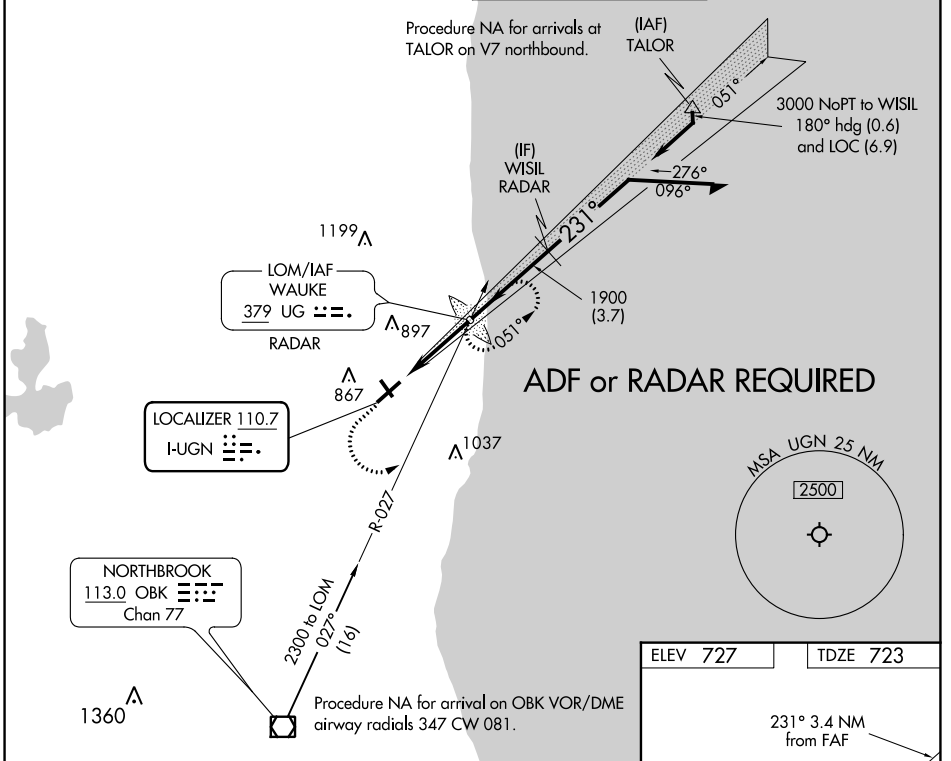 Procedure NA for arrivals at
TALOR on V7 northbound.
(IAF)
TALOR
051°
3000 NoPT to WISIL
180° hdg (0.6)
and LOC (6.9)
(IF)
WISIL
RADAR
276°
096°
231°
1199
LOM/IAF
WAUKE
379 UG
RADAR
897
051°
1900
(3.7)
867
ADF or RADAR REQUIRED
LOCALIZER 110.7
I-UGN
1037
MSA UGN 25 NM
2500
R-027
NORTHBROOK
113.0 OBK
Chan 77
2300 to LOM
027°
(16)
1360
Procedure NA for arrival on OBK VOR/DME
airway radials 347 CW 081.
ELEV 727
TDZE 723
231° 3.4 NM
from FAF